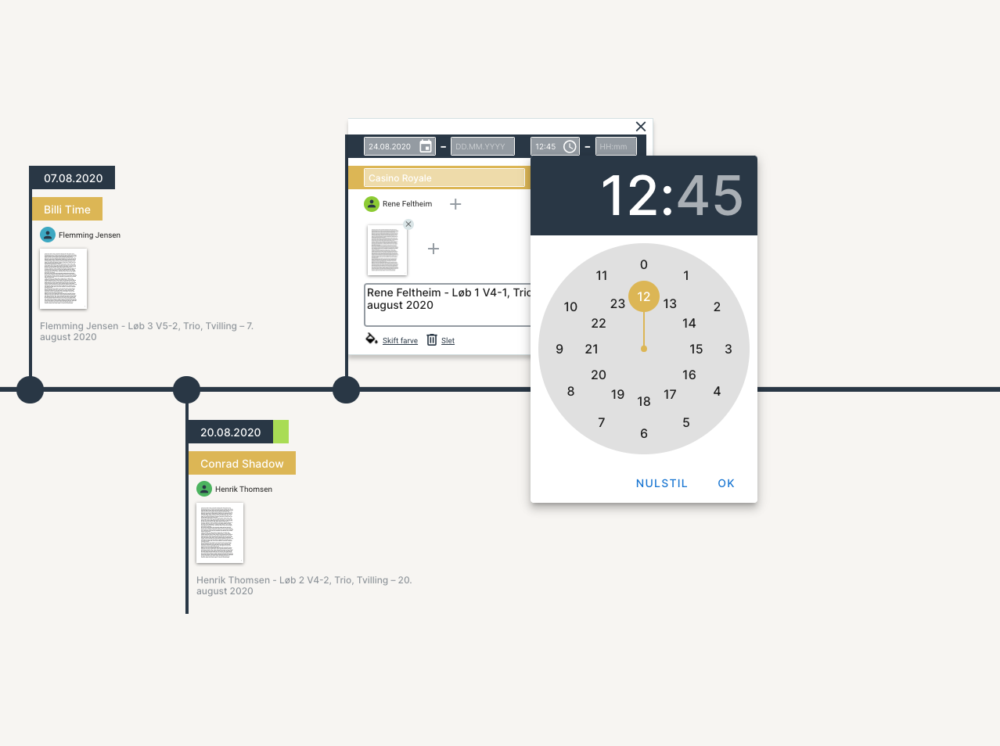 07.08.2020
Billi Time
Flemming Jensen
Flemming Jensen - Løb 3 V5-2, Trio, Tvilling – 7.
august 2020
20.08.2020
Conrad Shadow
Henrik Thomsen
Henrik Thomsen - Løb 2 V4-2, Trio, Tvilling – 20.
august 2020
24.08.2020 – DD.MM.YYYY 12:45 – HH:mm
Casino Royale
Rene Feltheim
Rene Feltheim - Løb 1 V4-1, Tric
august 2020
Skift farve Slet
12:45
0
11 1
12
23 13
10 2
22 14
9 21 15 3
20 16
8 19 17 4
18
7 5
6
NULSTIL OK